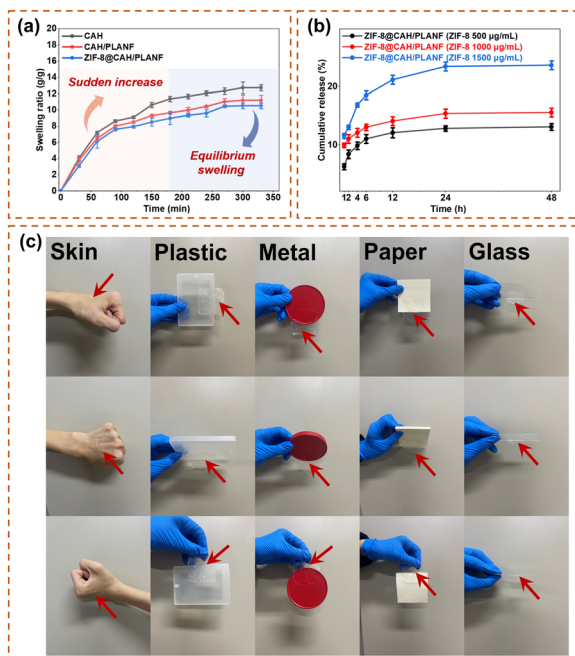 (a)
CAH
CAH/PLANF
ZIF-8@CAH/PLANF
Sudden increase
Equilibrium
swelling
Swelling ratio (g/g)
20
18
16
14
12
10
8
6
4
2
0
0 50 100 150 200 250 300 350
Time (min)
(b)
ZIF-8@CAH/PLANF (ZIF-8 500 μg/mL)
ZIF-8@CAH/PLANF (ZIF-8 1000 μg/mL)
ZIF-8@CAH/PLANF (ZIF-8 1500 μg/mL)
Cumulative release (%)
20
10
1 2 4 6 12 24 48
Time (h)
(c)
Skin Plastic Metal Paper Glass